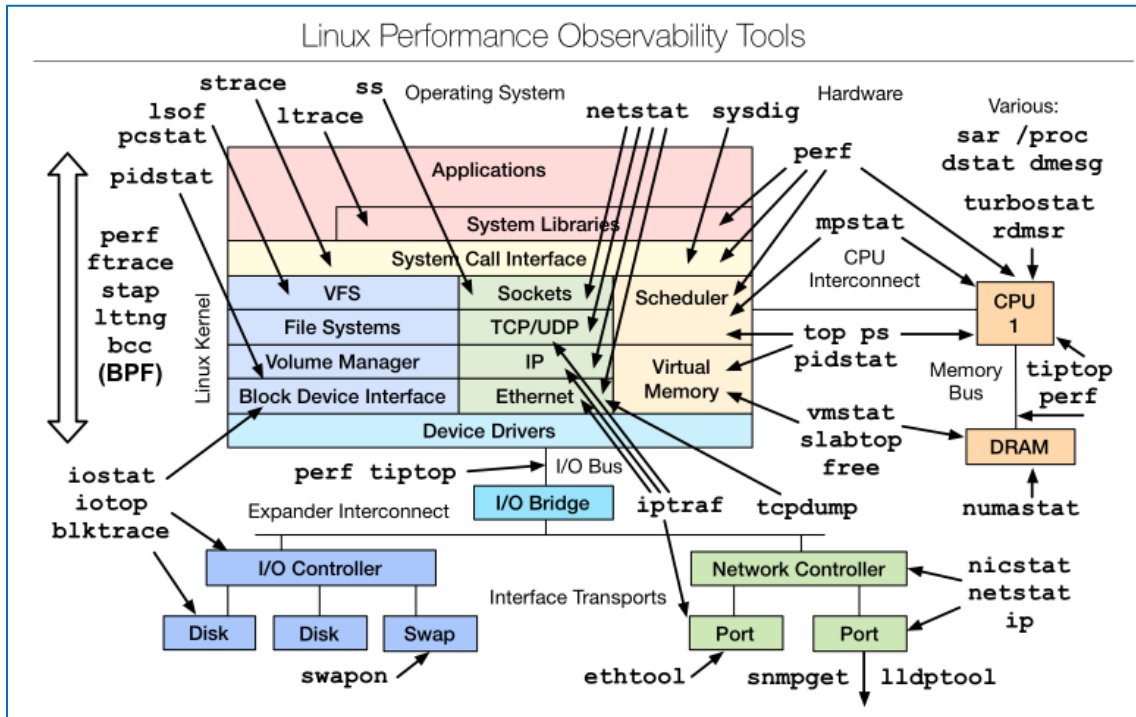 Linux Performance Observability Tools
strace
lsof
pcstat
ltrace
ss
Operating System
netstat
sysdig
Hardware
Various:
sar /proc
dstat dmesg
pidstat
Applications
perf
turbostat
rdmsr
System Libraries
mpstat
perf
ftrace
stap
lttng
bcc
(BPF)
Linux Kernel
System Call Interface
CPU
Interconnect
VFS
Sockets
Scheduler
CPU
1
File Systems
TCP/UDP
top ps
pidstat
Volume Manager
IP
Virtual
Memory
Memory
Bus
tiptop
perf
Block Device Interface
Ethernet
vmstat
slabtop
free
Device Drivers
DRAM
iostat
iotop
blktrace
perf tiptop
I/O Bus
I/O Bridge
iptraf
tcpdump
numastat
Expander Interconnect
I/O Controller
Network Controller
nicstat
netstat
ip
Interface Transports
Disk
Disk
Swap
Port
Port
swapon
ethtool
snmpget
lldptool